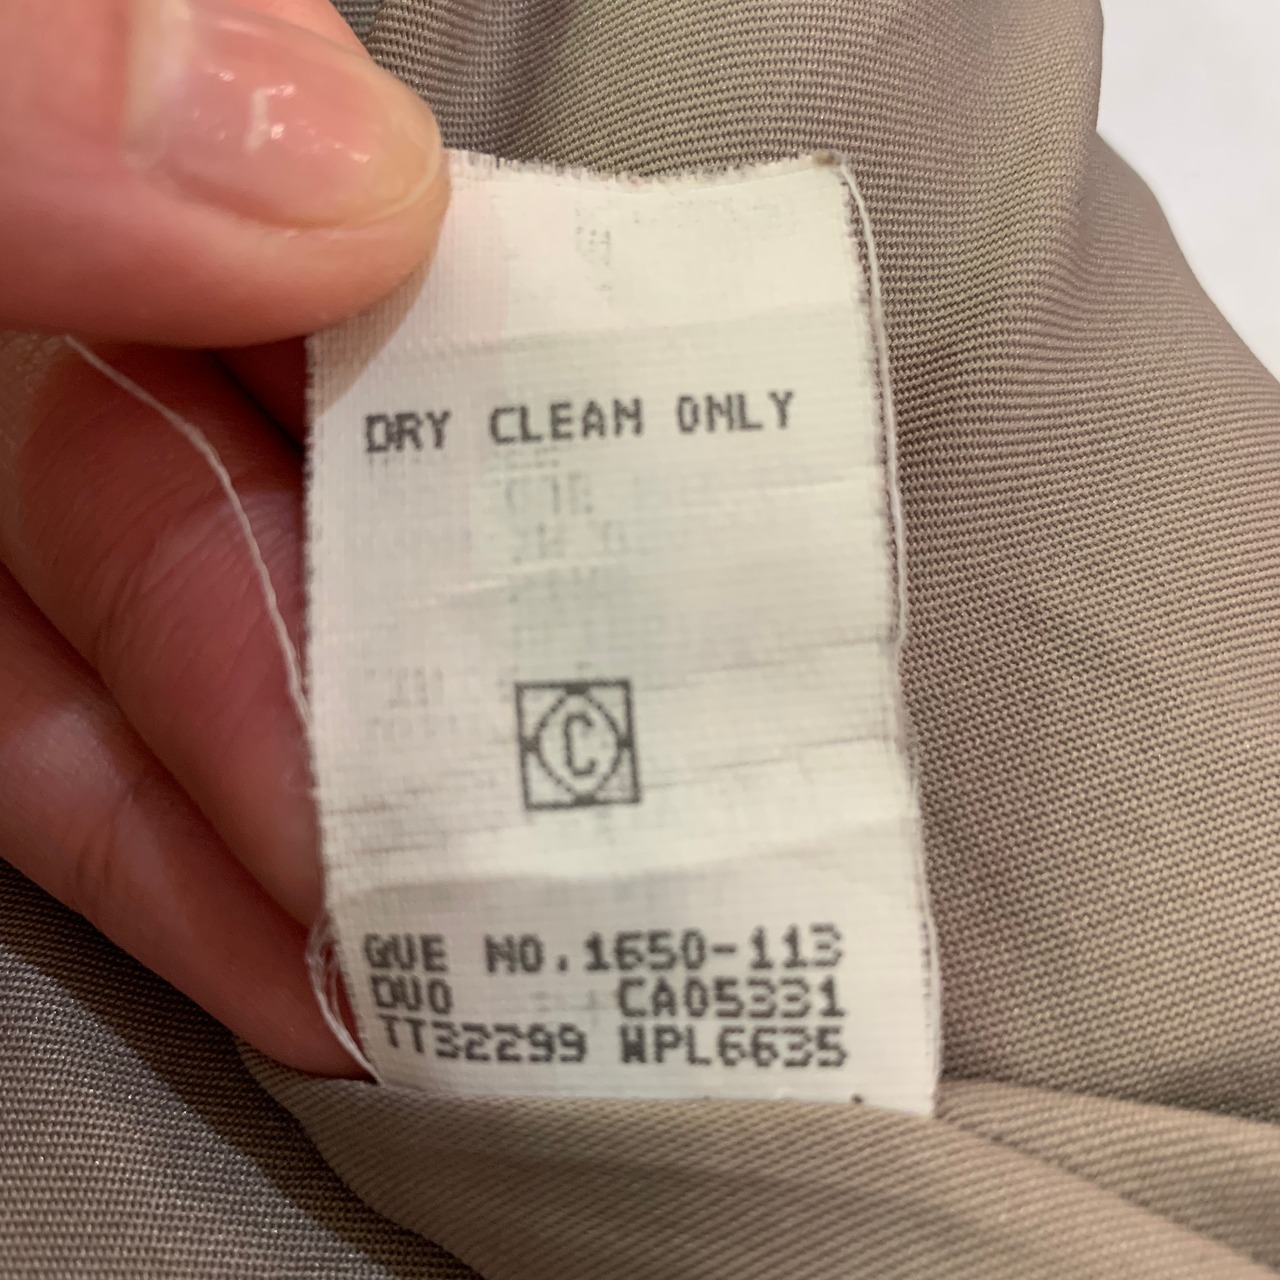 DRY CLEAN ONLY
C
QUE NO.1650-113
DUO CA05331
TT32299 WPL6635